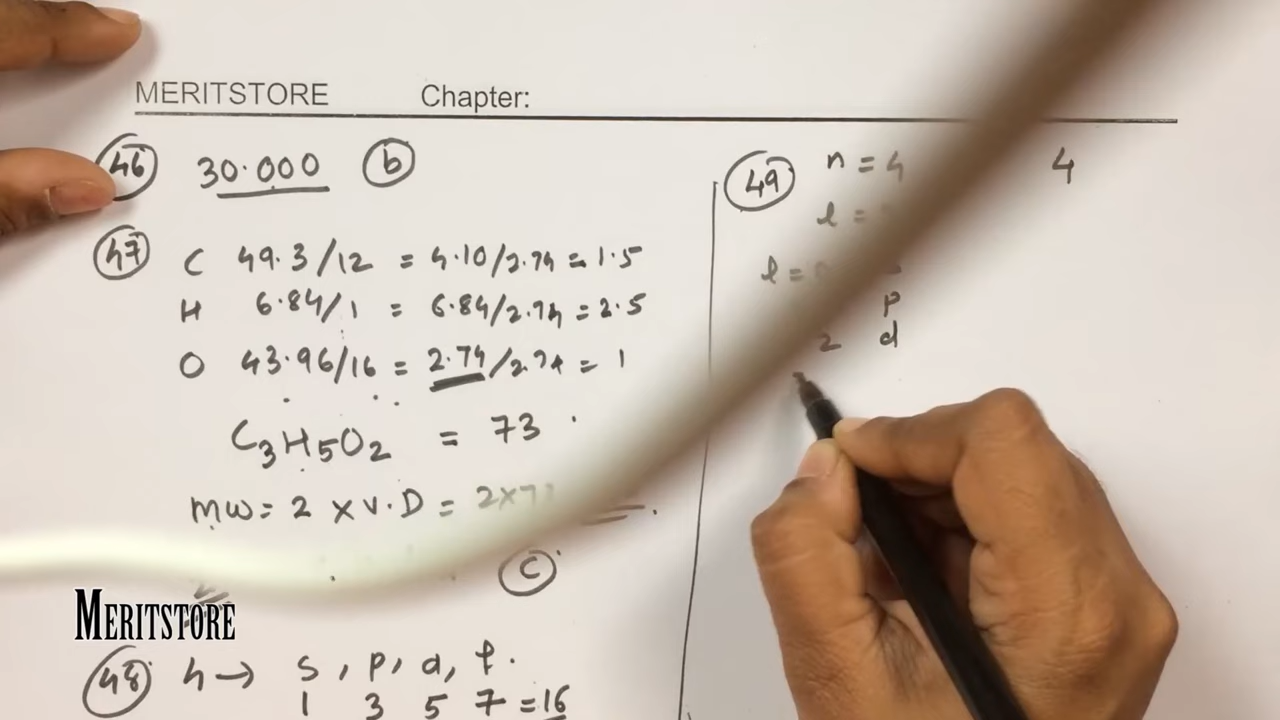 MERITSTORE Chapter:
46 30.000 b
47 C 49.3/12 = 4.10/2.74 = 1.5
H 6.84/1 = 6.84/2.74 = 2.5
O 43.96/16 = 2.74/2.74 = 1
C3H5O2 = 73
mw = 2 x V.D = 2x7
C
MERITSTORE
48 4 → s, p, d, f.
1 3 5 7 = 16
49 n = 4 4
l =
l =
p
2 d